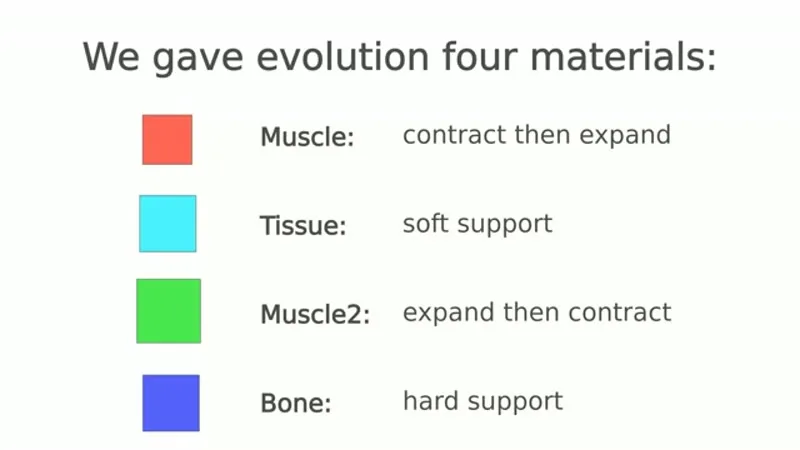 We gave evolution four materials:
Muscle: contract then expand
Tissue: soft support
Muscle2: expand then contract
Bone: hard support